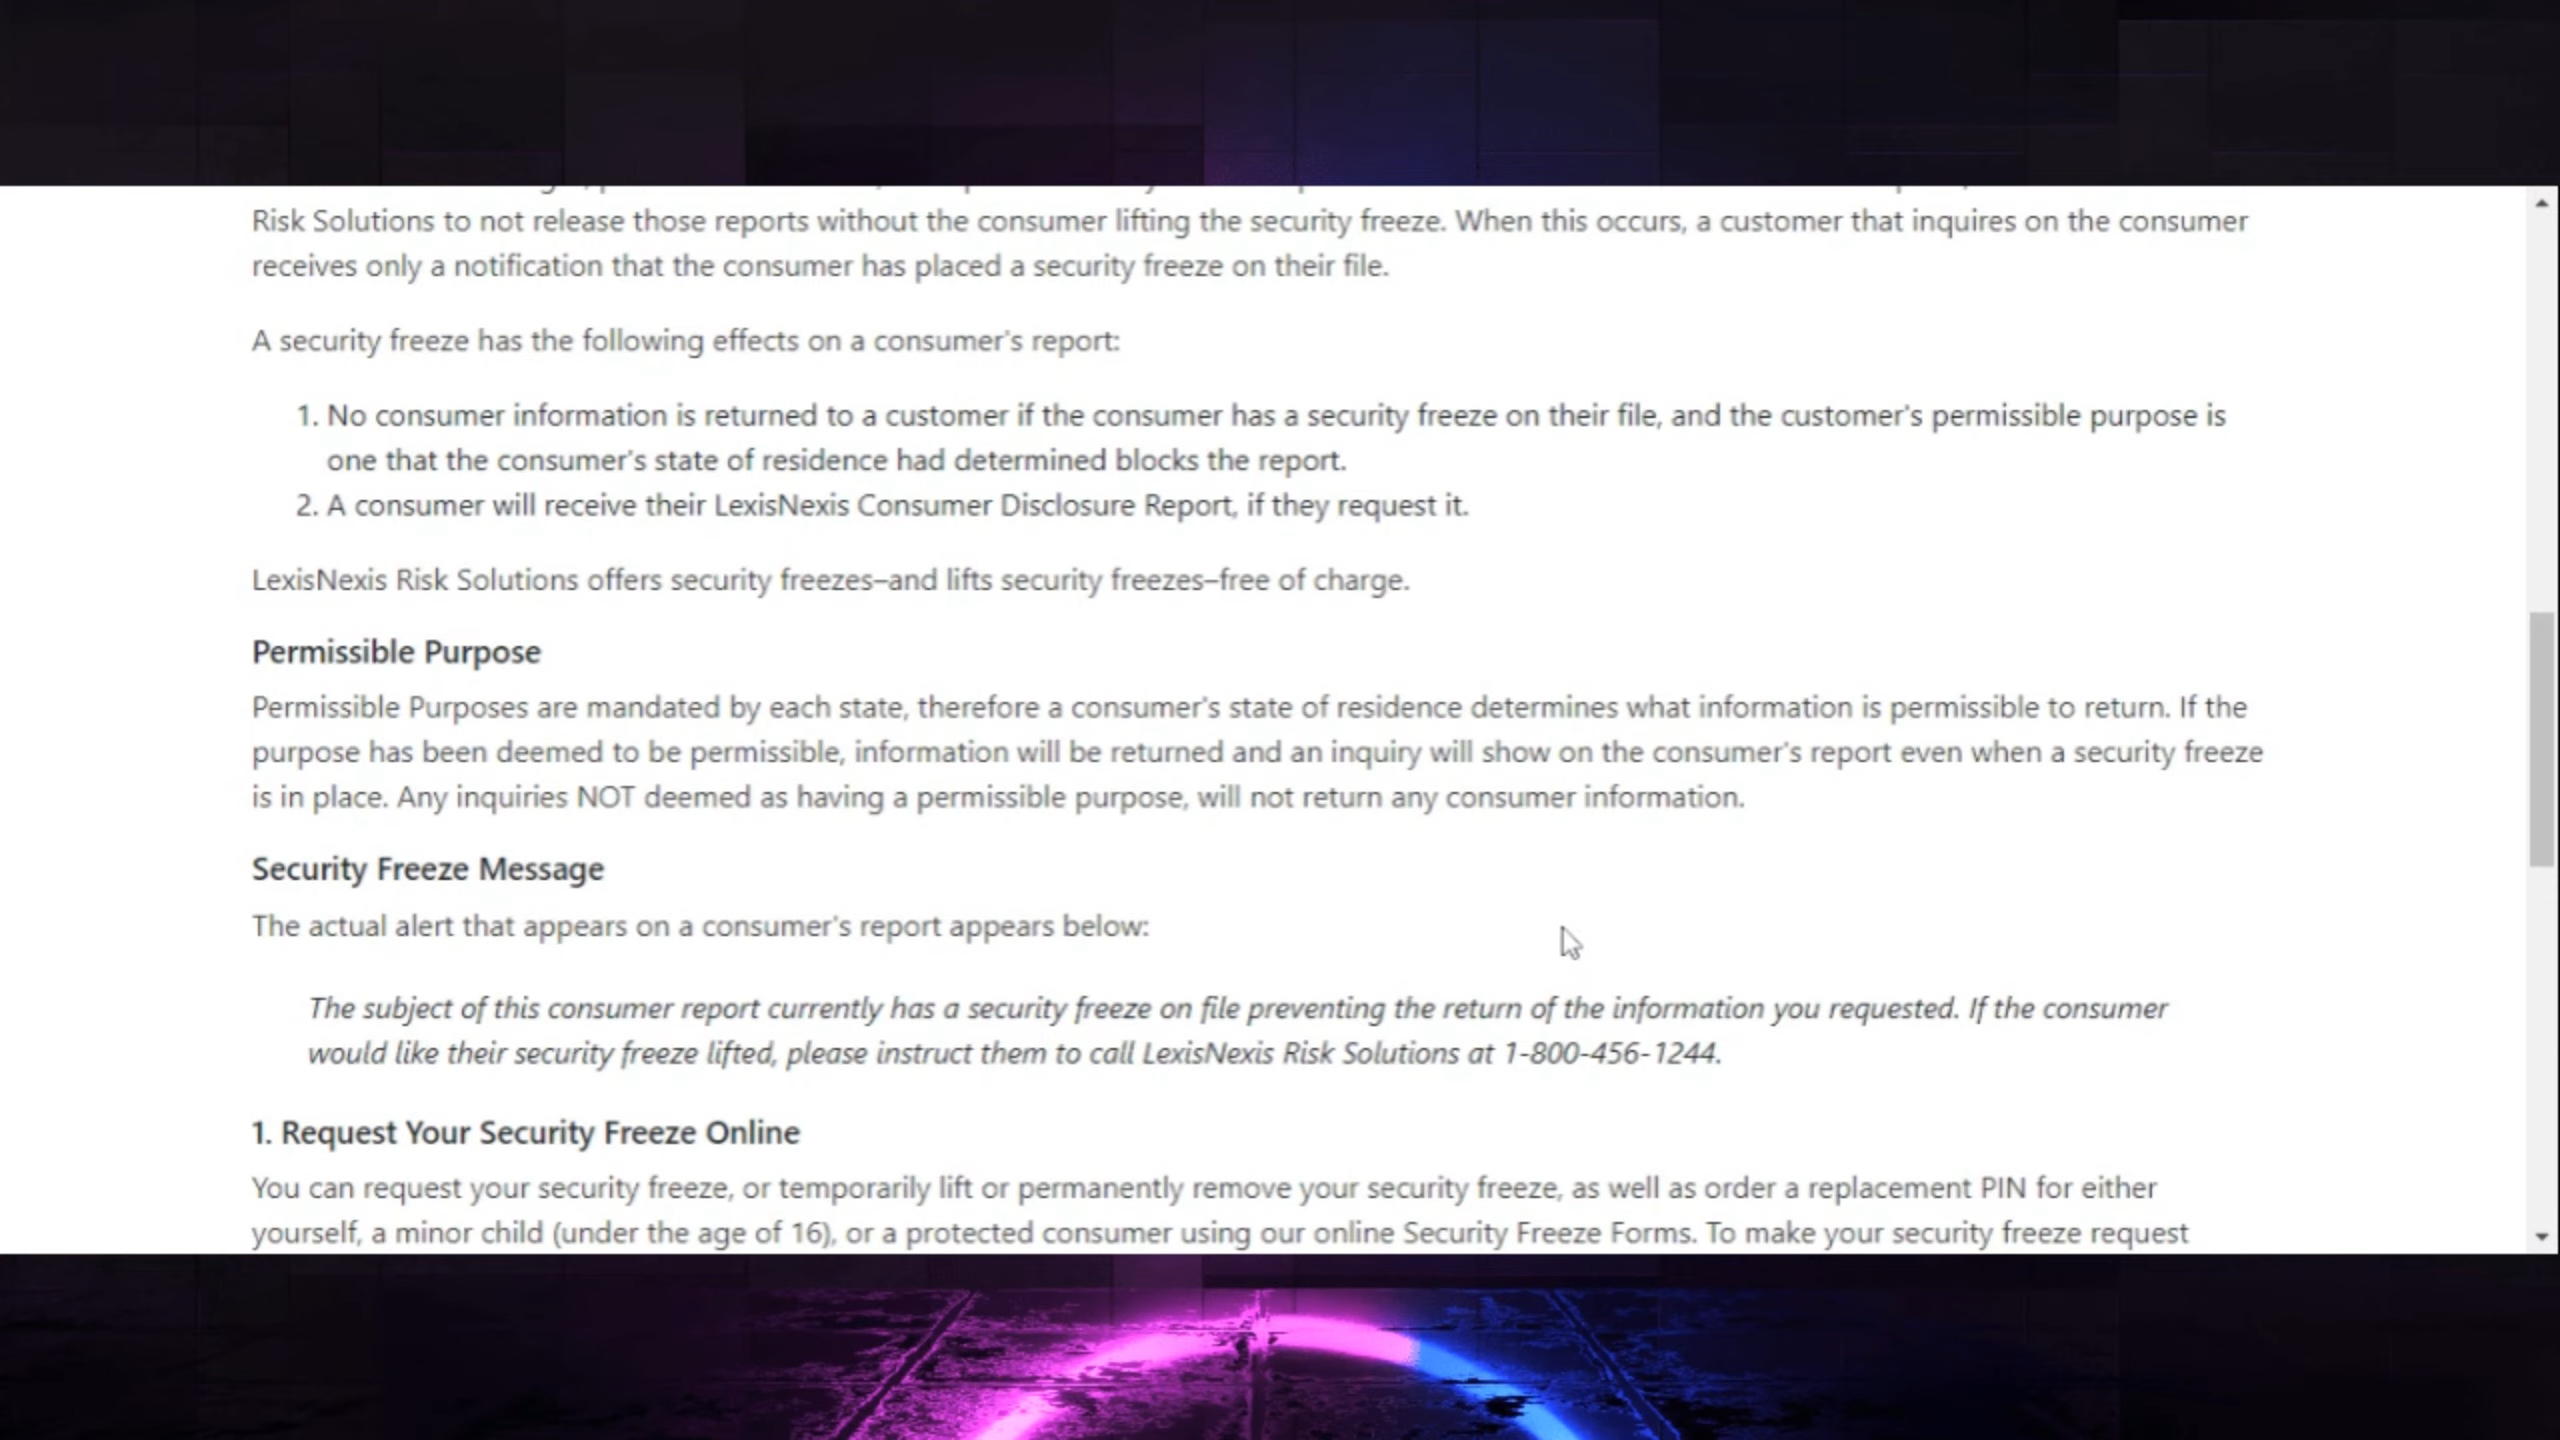 Risk Solutions to not release those reports without the consumer lifting the security freeze. When this occurs, a customer that inquires on the consumer
receives only a notification that the consumer has placed a security freeze on their file.
A security freeze has the following effects on a consumer's report:
1. No consumer information is returned to a customer if the consumer has a security freeze on their file, and the customer's permissible purpose is
one that the consumer's state of residence had determined blocks the report.
2. A consumer will receive their LexisNexis Consumer Disclosure Report, if they request it.
LexisNexis Risk Solutions offers security freezes–and lifts security freezes–free of charge.
Permissible Purpose
Permissible Purposes are mandated by each state, therefore a consumer's state of residence determines what information is permissible to return. If the
purpose has been deemed to be permissible, information will be returned and an inquiry will show on the consumer's report even when a security freeze
is in place. Any inquiries NOT deemed as having a permissible purpose, will not return any consumer information.
Security Freeze Message
The actual alert that appears on a consumer's report appears below:
The subject of this consumer report currently has a security freeze on file preventing the return of the information you requested. If the consumer
would like their security freeze lifted, please instruct them to call LexisNexis Risk Solutions at 1-800-456-1244.
1. Request Your Security Freeze Online
You can request your security freeze, or temporarily lift or permanently remove your security freeze, as well as order a replacement PIN for either
yourself, a minor child (under the age of 16), or a protected consumer using our online Security Freeze Forms. To make your security freeze request